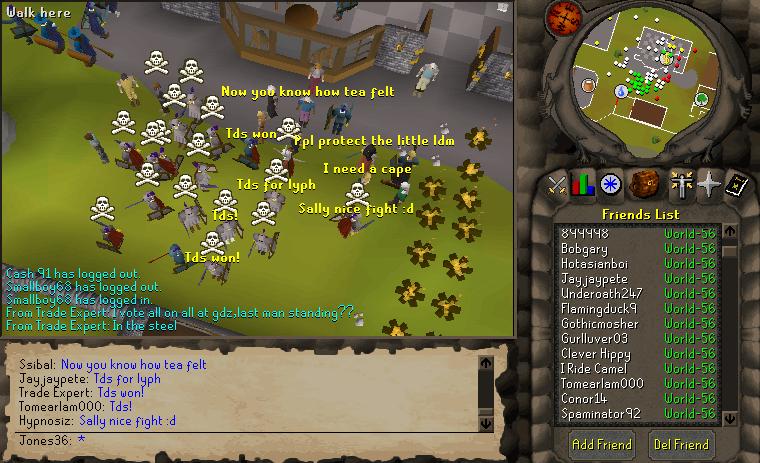 Walk here
Now you know how tea felt
Tds won
Ppl protect the little ldm
I need a cape
Tds for lyph
Sally nice fight :d
Tds!
Tds won!
Cash 91 has logged out.
Smallboy68 has logged out.
Smallboy68 has logged in.
From Trade Expert: I vote all on all at gdz,last man standing??
From Trade Expert: In the steel
Ssibal: Now you know how tea felt
Jayjaypete: Tds for lyph
Trade Expert: Tds won!
Tomearlam000: Tds!
Hypnosiz: Sally nice fight :d
Jones36: *
Friends List
844448 World-56
Bobgary World-56
Hotasianboi World-56
Jayjaypete World-56
Underoath247 World-56
Flamingduck9 World-56
Gothicmosher World-56
Gurlluver03 World-56
Clever Hippy World-56
I Ride Camel World-56
Tomearlam000 World-56
Conor14 World-56
Spaminator92 World-56
Add Friend Del Friend